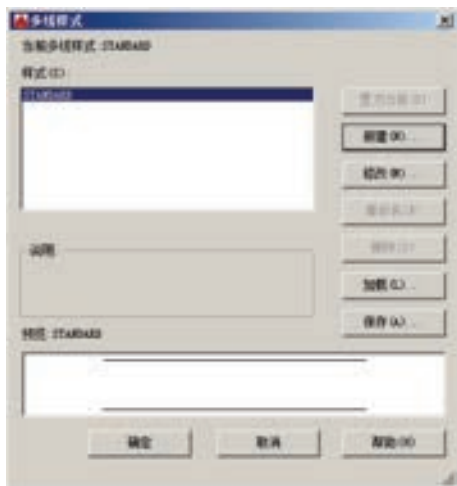 多线样式
当前多线样式:STANDARD
样式(S):
STANDARD
置为当前(U)
新建(N)...
修改(M)...
重命名(R)
删除(D)
说明
加载(L)...
保存(A)...
预览:STANDARD
确定
取消
帮助(H)